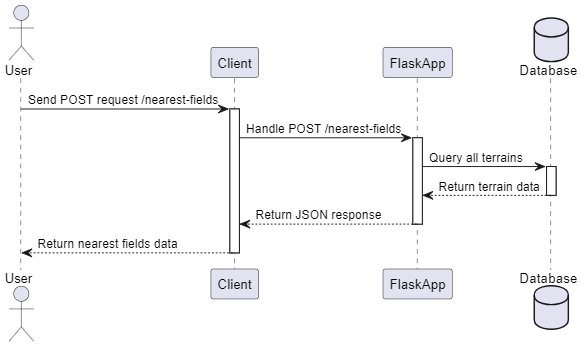 User
Client
FlaskApp
Database
Send POST request /nearest-fields
Handle POST /nearest-fields
Query all terrains
Return terrain data
Return JSON response
Return nearest fields data
User
Client
FlaskApp
Database